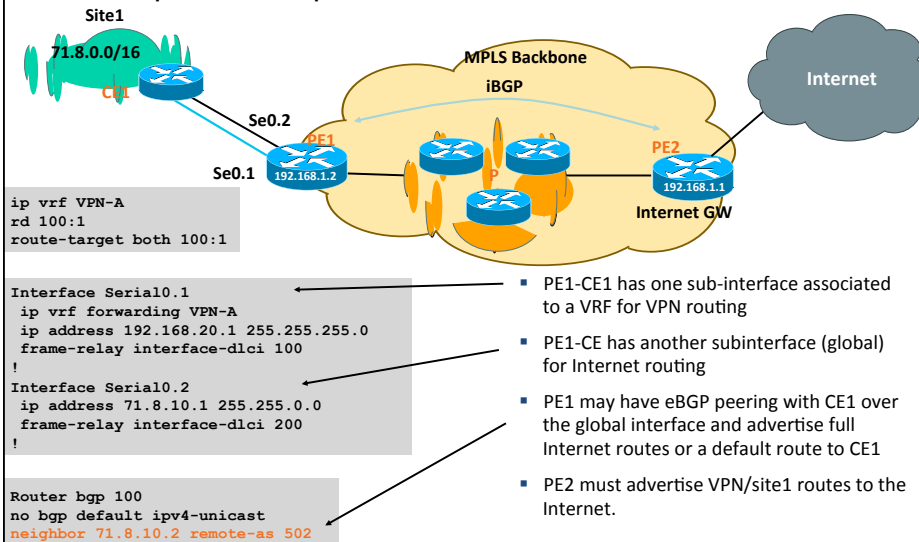 Site1
71.8.0.0/16
CE1
MPLS Backbone
iBGP
Internet
Se0.2
PE1
Se0.1
192.168.1.2
P
PE2
192.168.1.1
Internet GW
ip vrf VPN-A
rd 100:1
route-target both 100:1
Interface Serial0.1
ip vrf forwarding VPN-A
ip address 192.168.20.1 255.255.255.0
frame-relay interface-dlci 100
!
Interface Serial0.2
ip address 71.8.10.1 255.255.0.0
frame-relay interface-dlci 200
!
Router bgp 100
no bgp default ipv4-unicast
neighbor 71.8.10.2 remote-as 502
▪ PE1-CE1 has one sub-interface associated
to a VRF for VPN routing
▪ PE1-CE has another subinterface (global)
for Internet routing
▪ PE1 may have eBGP peering with CE1 over
the global interface and advertise full
Internet routes or a default route to CE1
▪ PE2 must advertise VPN/site1 routes to the
Internet.